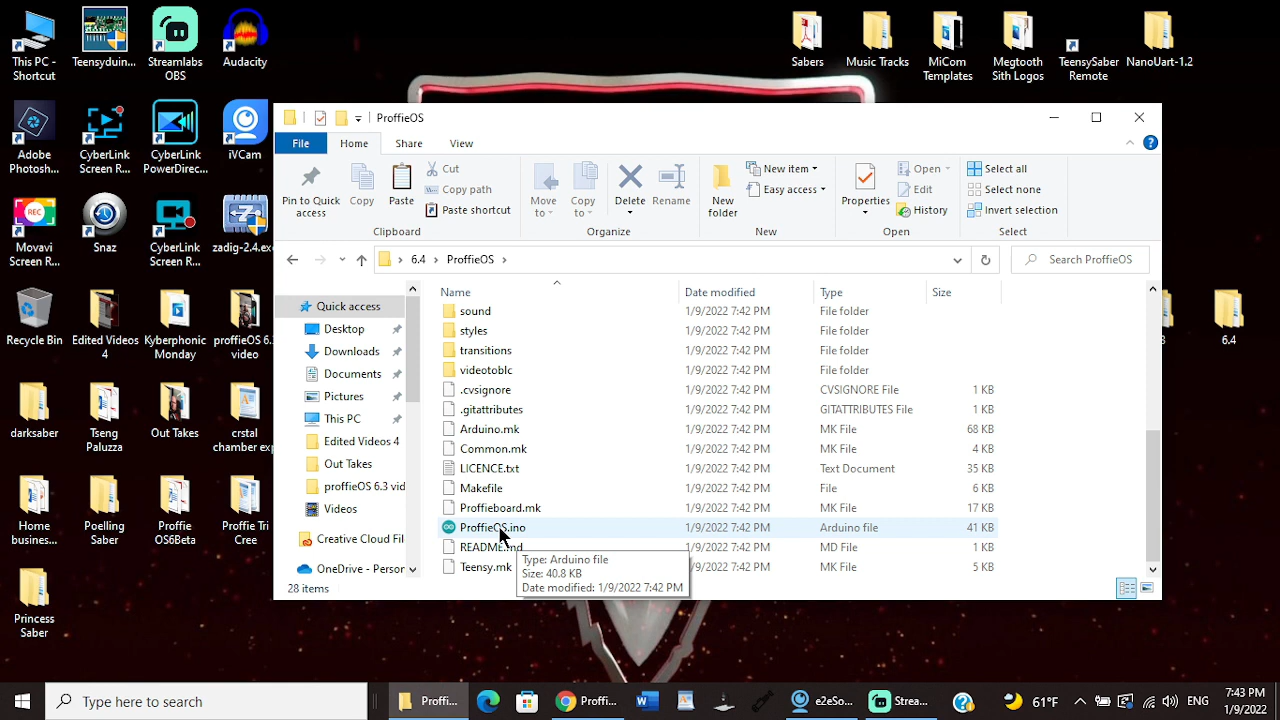 This PC - Shortcut
Teensyduin...
Streamlabs OBS
Audacity
Sabers
Music Tracks
MiCom Templates
Megtooth Sith Logos
TeensySaber Remote
NanoUart-1.2
Adobe Photosh...
CyberLink Screen R...
CyberLink PowerDirec...
iVCam
REC
Movavi Screen R...
Snaz
CyberLink Screen R...
zadig-2.4.exe
Recycle Bin
Edited Videos 4
Kyberphonic Monday
proffieOS 6. video
6.4
darksaber
Tseng Paluzza
Out Takes
crstal chamber exp
Home business...
Poelling Saber
Proffie OS6Beta
Proffie Tri Cree
Princess Saber
ProffieOS
File Home Share View
Pin to Quick access
Copy
Paste
Cut
Copy path
Paste shortcut
Clipboard
Move to
Copy to
Delete
Rename
Organize
New folder
New item
Easy access
New
Properties
Open
Edit
History
Open
Select all
Select none
Invert selection
Select
6.4 › ProffieOS ›
Search ProffieOS
Quick access
Desktop
Downloads
Documents
Pictures
This PC
Edited Videos 4
Out Takes
proffieOS 6.3 vid
Videos
Creative Cloud Fil
OneDrive - Person
Name Date modified Type Size
sound 1/9/2022 7:42 PM File folder
styles 1/9/2022 7:42 PM File folder
transitions 1/9/2022 7:42 PM File folder
videotoblc 1/9/2022 7:42 PM File folder
.cvsignore 1/9/2022 7:42 PM CVSIGNORE File 1 KB
.gitattributes 1/9/2022 7:42 PM GITATTRIBUTES File 1 KB
Arduino.mk 1/9/2022 7:42 PM MK File 68 KB
Common.mk 1/9/2022 7:42 PM MK File 4 KB
LICENCE.txt 1/9/2022 7:42 PM Text Document 35 KB
Makefile 1/9/2022 7:42 PM File 6 KB
Proffieboard.mk 1/9/2022 7:42 PM MK File 17 KB
ProffieOS.ino 1/9/2022 7:42 PM Arduino file 41 KB
README.md 1/9/2022 7:42 PM MD File 1 KB
Teensy.mk /9/2022 7:42 PM MK File 5 KB
Type: Arduino file
Size: 40.8 KB
Date modified: 1/9/2022 7:42 PM
28 items
Type here to search
Proffi...
Proffi...
e2eSo...
Strea...
61°F
ENG
7:43 PM
1/9/2022